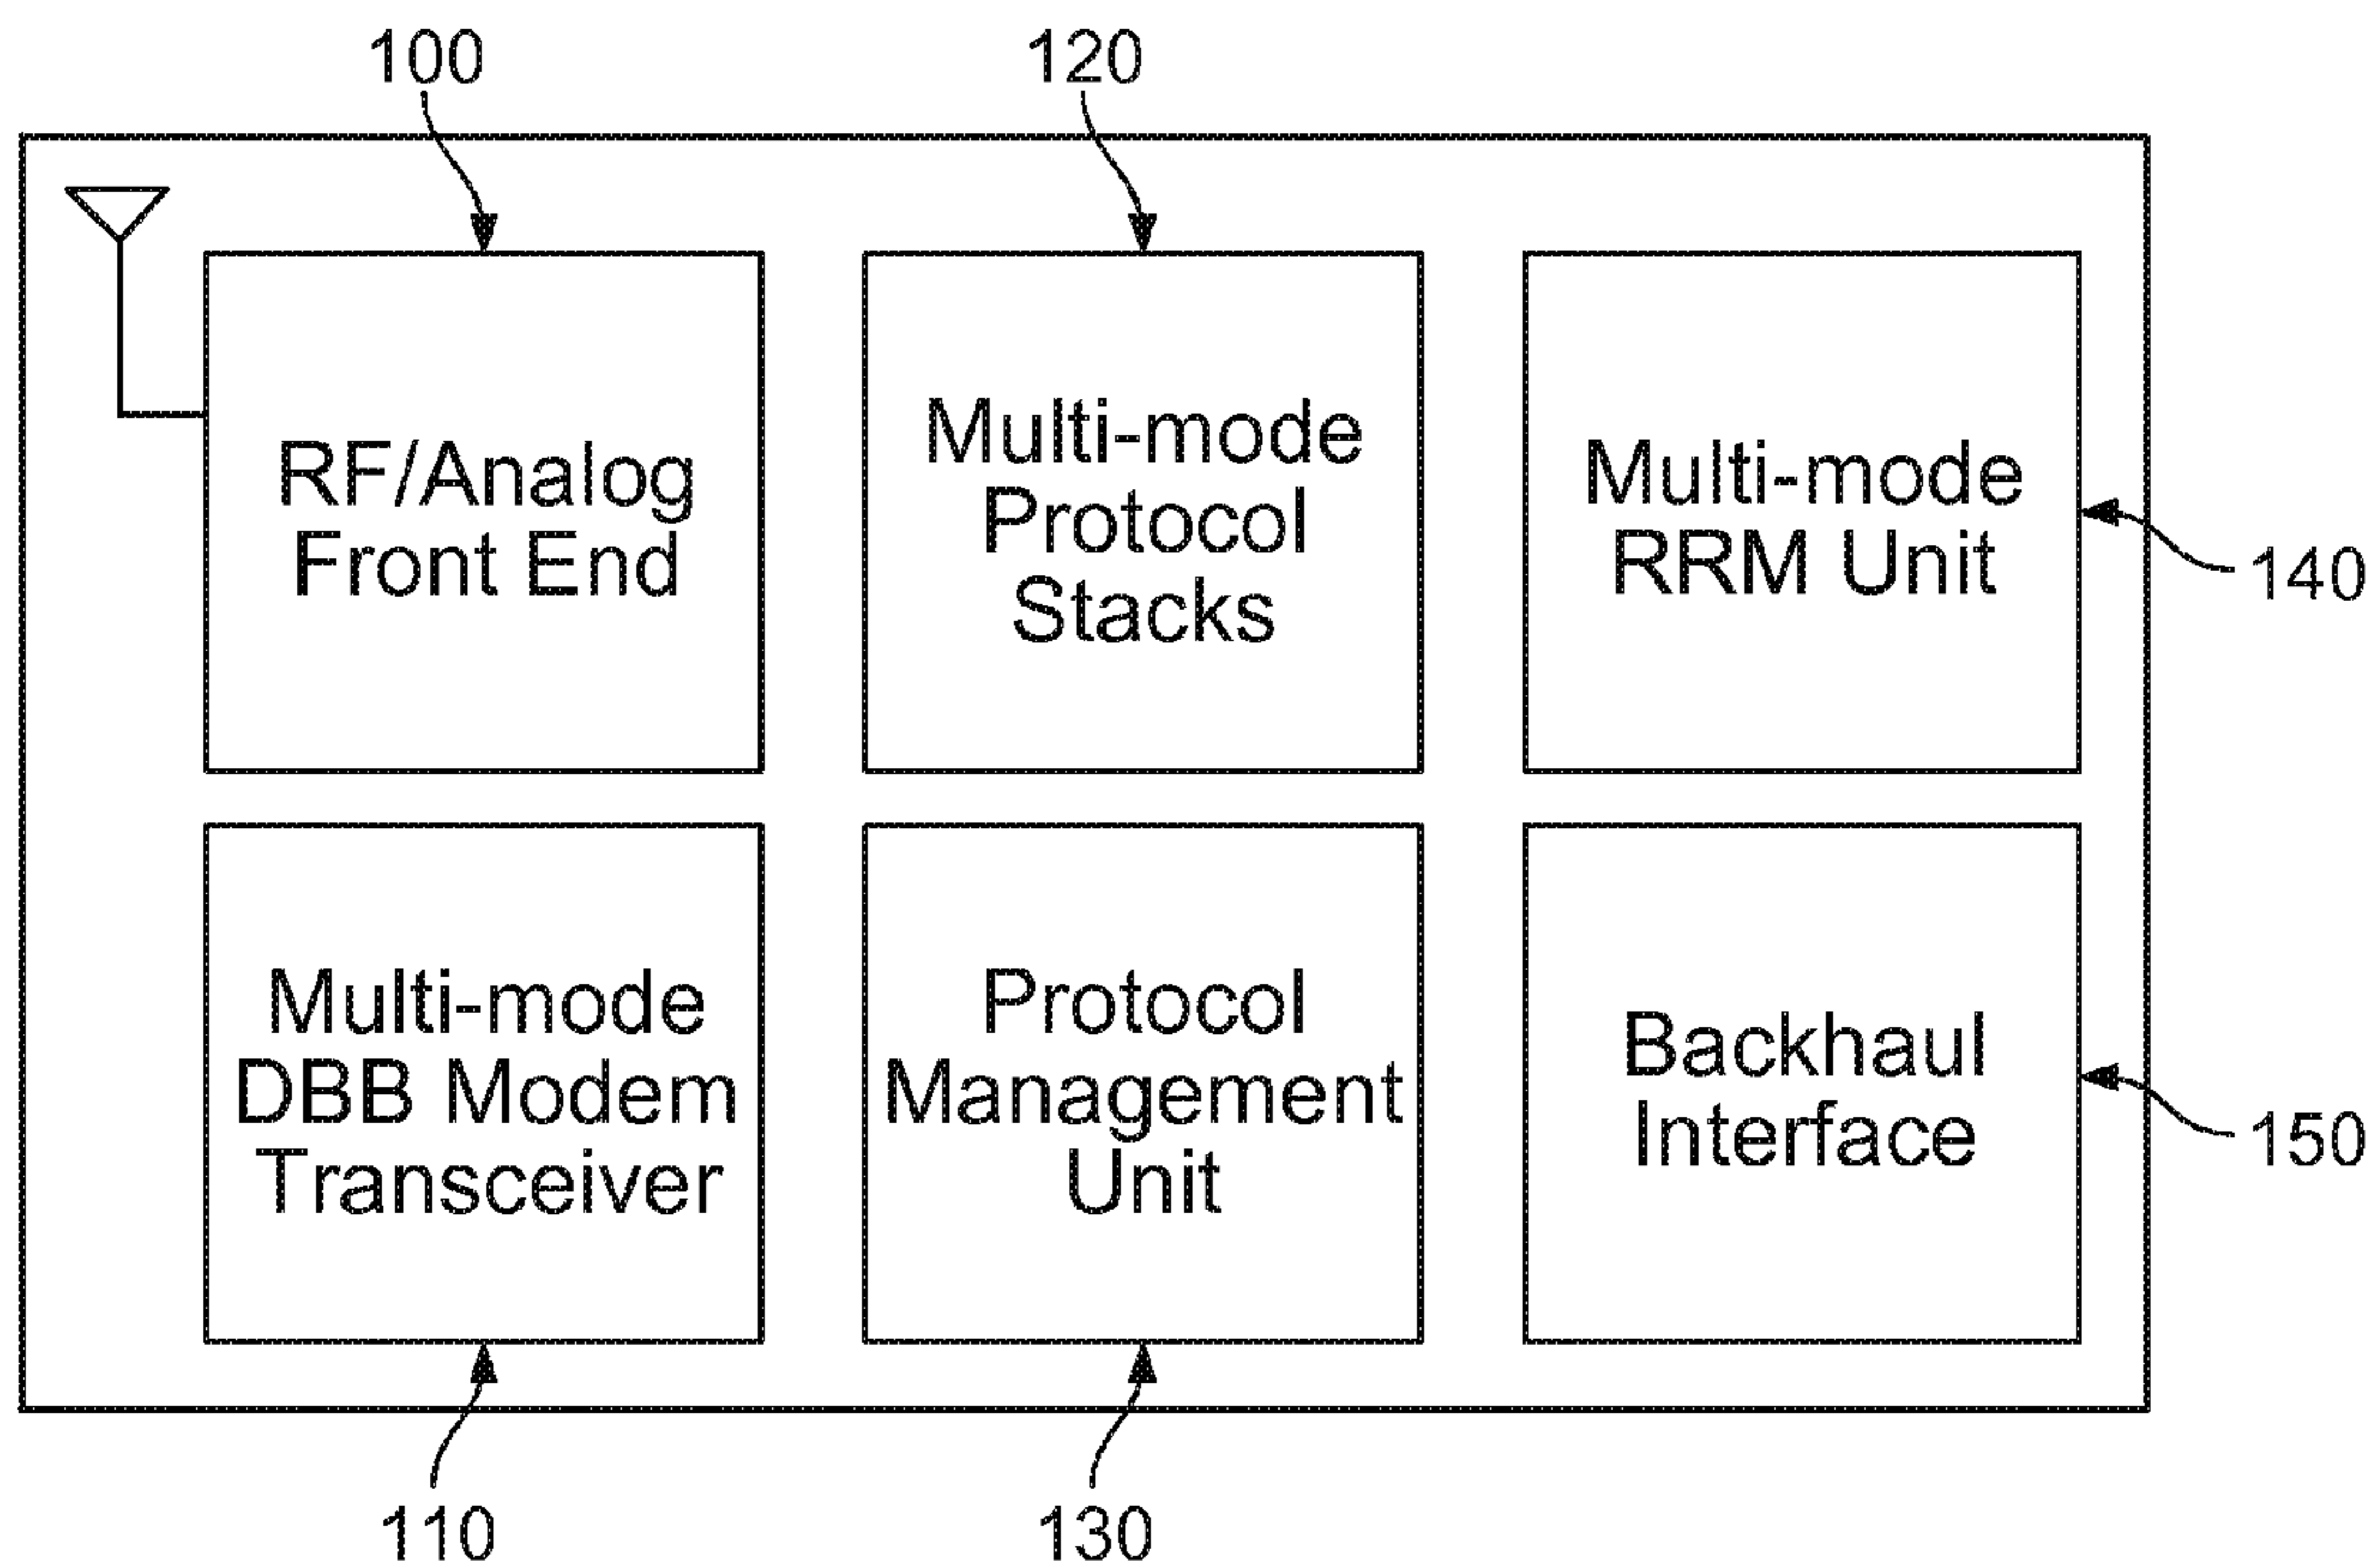 100
120
RF/Analog
Front End
Multi-mode
Protocol
Stacks
Multi-mode
RRM Unit
140
Multi-mode
DBB Modem
Transceiver
Protocol
Management
Unit
Backhaul
Interface
150
110
130